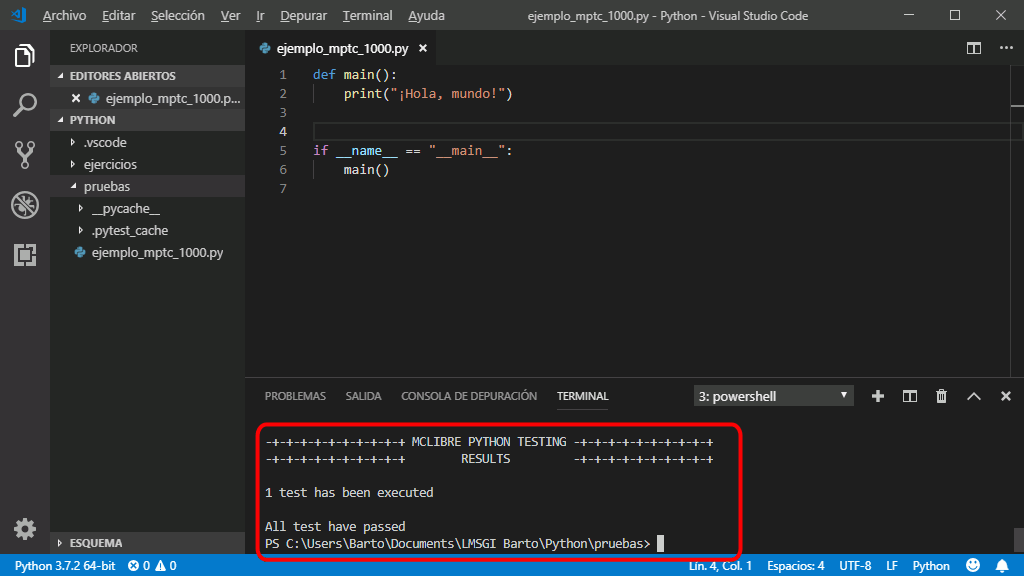 Archivo Editar Selección Ver Ir Depurar Terminal Ayuda ejemplo_mptc_1000.py - Python - Visual Studio Code
EXPLORADOR
EDITORES ABIERTOS
ejemplo_mptc_1000.p...
PYTHON
.vscode
ejercicios
pruebas
__pycache__
.pytest_cache
ejemplo_mptc_1000.py
ESQUEMA
ejemplo_mptc_1000.py
1 def main():
2 print("¡Hola, mundo!")
3
4
5 if __name__ == "__main__":
6 main()
7
PROBLEMAS SALIDA CONSOLA DE DEPURACIÓN TERMINAL 3: powershell
-+-+-+-+-+-+-+-+-+-+ MCLIBRE PYTHON TESTING -+-+-+-+-+-+-+-+-+-+
-+-+-+-+-+-+-+-+-+-+ RESULTS -+-+-+-+-+-+-+-+-+-+
1 test has been executed
All test have passed
PS C:\Users\Barto\Documents\LMSGI Barto\Python\pruebas>
Python 3.7.2 64-bit 0 0 Lín. 4, Col. 1 Espacios: 4 UTF-8 LF Python